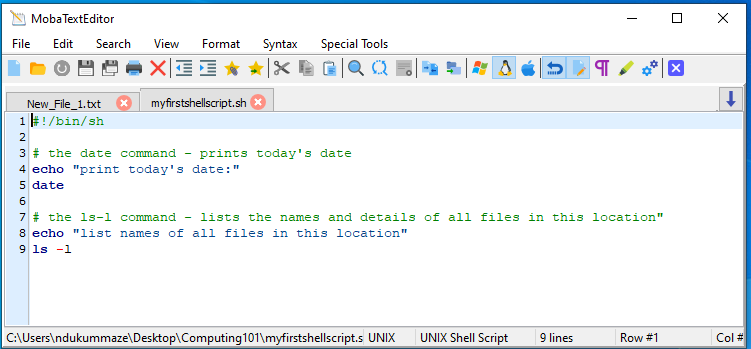 MobaTextEditor
File Edit Search View Format Syntax Special Tools
New_File_1.txt myfirstshellscript.sh
1 #!/bin/sh
2
3 # the date command - prints today's date
4 echo "print today's date:"
5 date
6
7 # the ls-l command - lists the names and details of all files in this location"
8 echo "list names of all files in this location"
9 ls -l
C:\Users\ndukummaze\Desktop\Computing101\myfirstshellscript.s UNIX UNIX Shell Script 9 lines Row #1 Col #